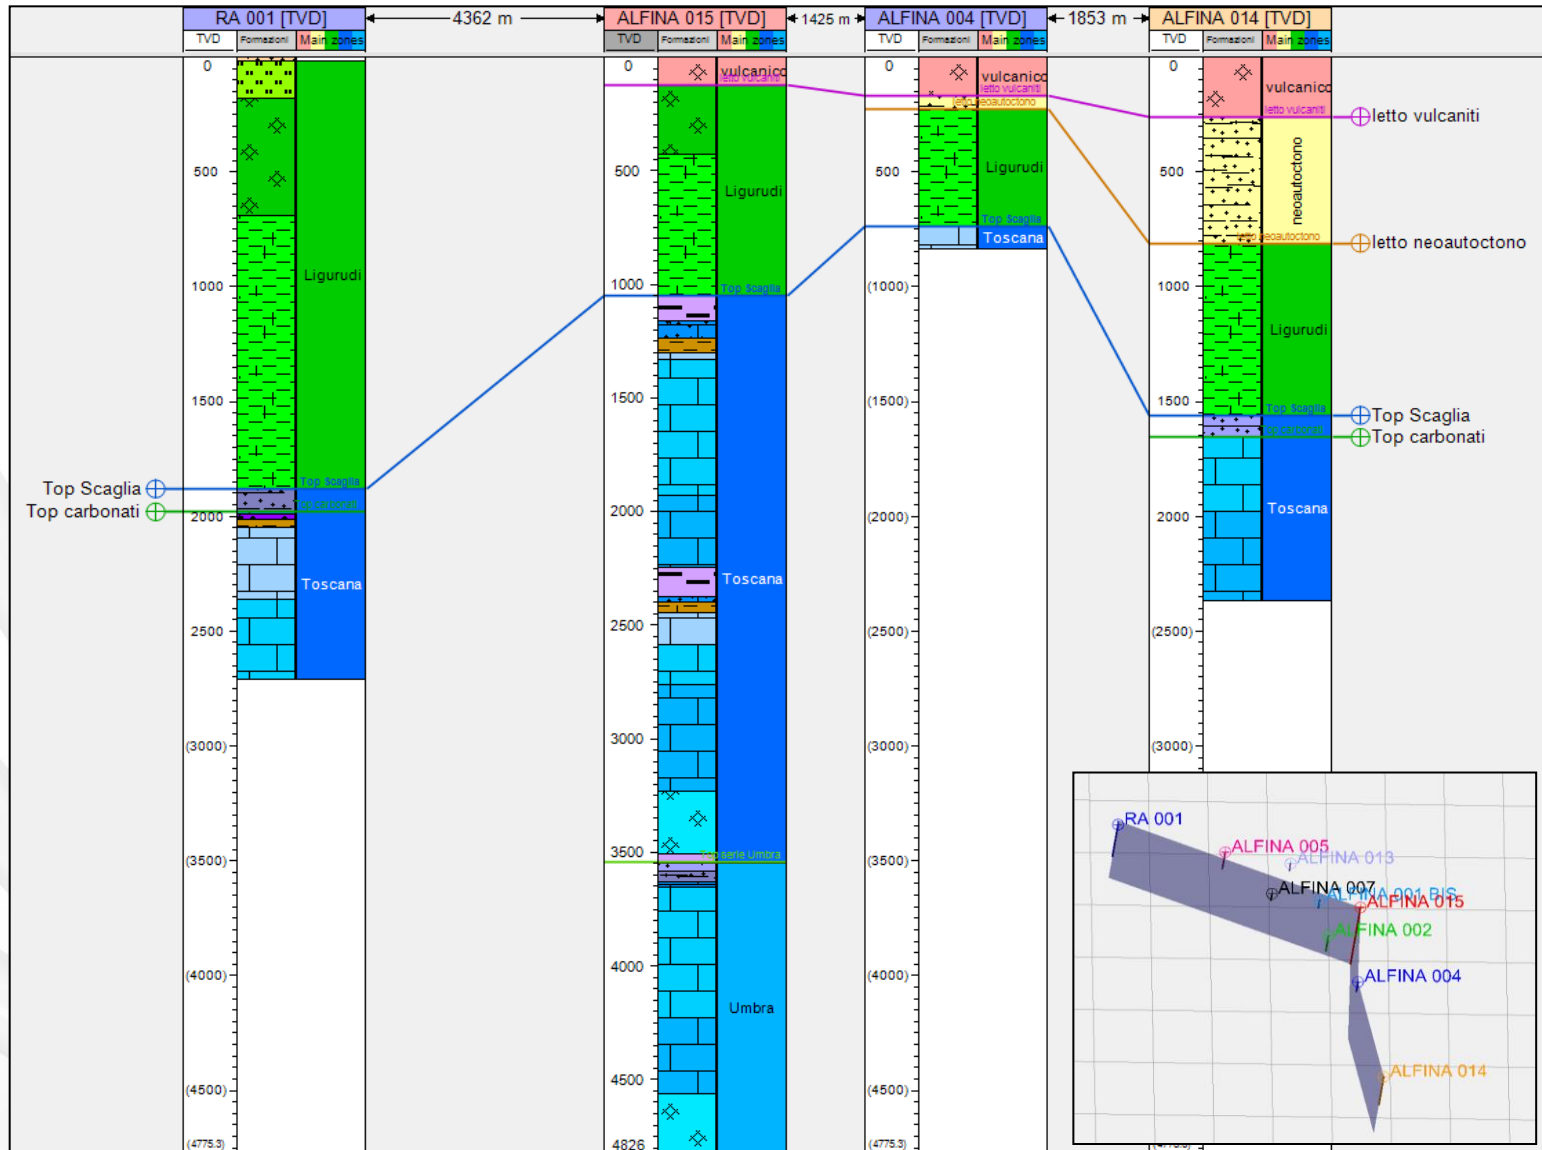 RA 001 [TVD]
4362 m
ALFINA 015 [TVD]
1425 m
ALFINA 004 [TVD]
1853 m
ALFINA 014 [TVD]
TVD
Formazioni
Main zones
TVD
Formazioni
Main zones
TVD
Formazioni
Main zones
TVD
Formazioni
Main zones
0
500
1000
1500
2000
2500
(3000)
(3500)
(4000)
(4500)
(4775.3)
Ligurudi
Top Scaglia
Top carbonati
Toscana
Top Scaglia
Top carbonati
0
500
1000
1500
2000
2500
3000
3500
4000
4500
4826
vulcanico
letto vulcaniti
Ligurudi
Top Scaglia
Toscana
Top serie Umbra
Umbra
0
500
(1000)
(1500)
(2000)
(2500)
(3000)
(3500)
(4000)
(4500)
(4775.3)
vulcanico
letto vulcaniti
letto neoautoctono
Ligurudi
Top Scaglia
Toscana
0
500
1000
1500
2000
(2500)
(3000)
vulcanico
letto vulcaniti
neoautoctono
letto neoautoctono
Ligurudi
Top Scaglia
Top carbonati
Toscana
letto vulcaniti
letto neoautoctono
Top Scaglia
Top carbonati
RA 001
ALFINA 005
ALFINA 013
ALFINA 007
ALFINA 001 BIS
ALFINA 015
ALFINA 002
ALFINA 004
ALFINA 014